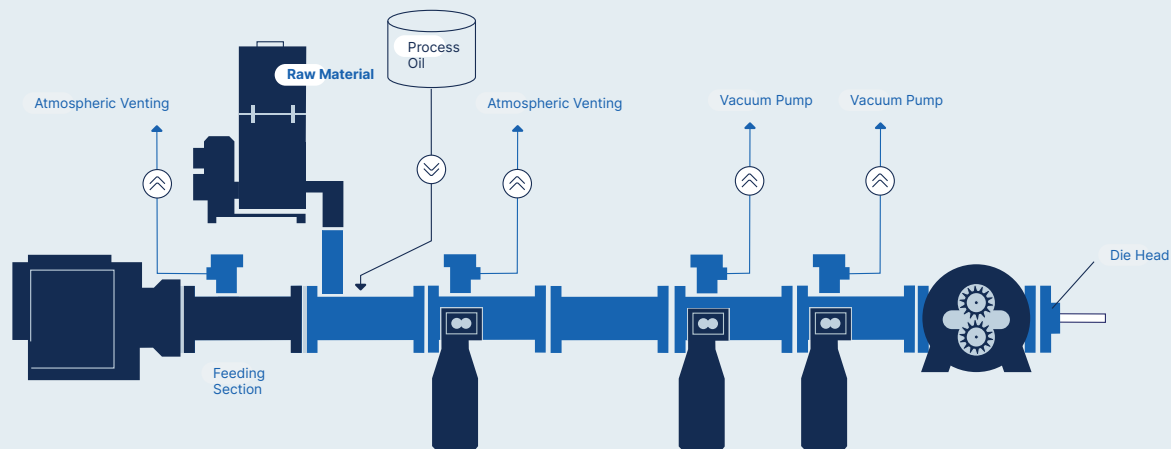 Process
Oil
Raw Material
Atmospheric Venting
Atmospheric Venting
Vacuum Pump
Vacuum Pump
Die Head
Feeding
Section